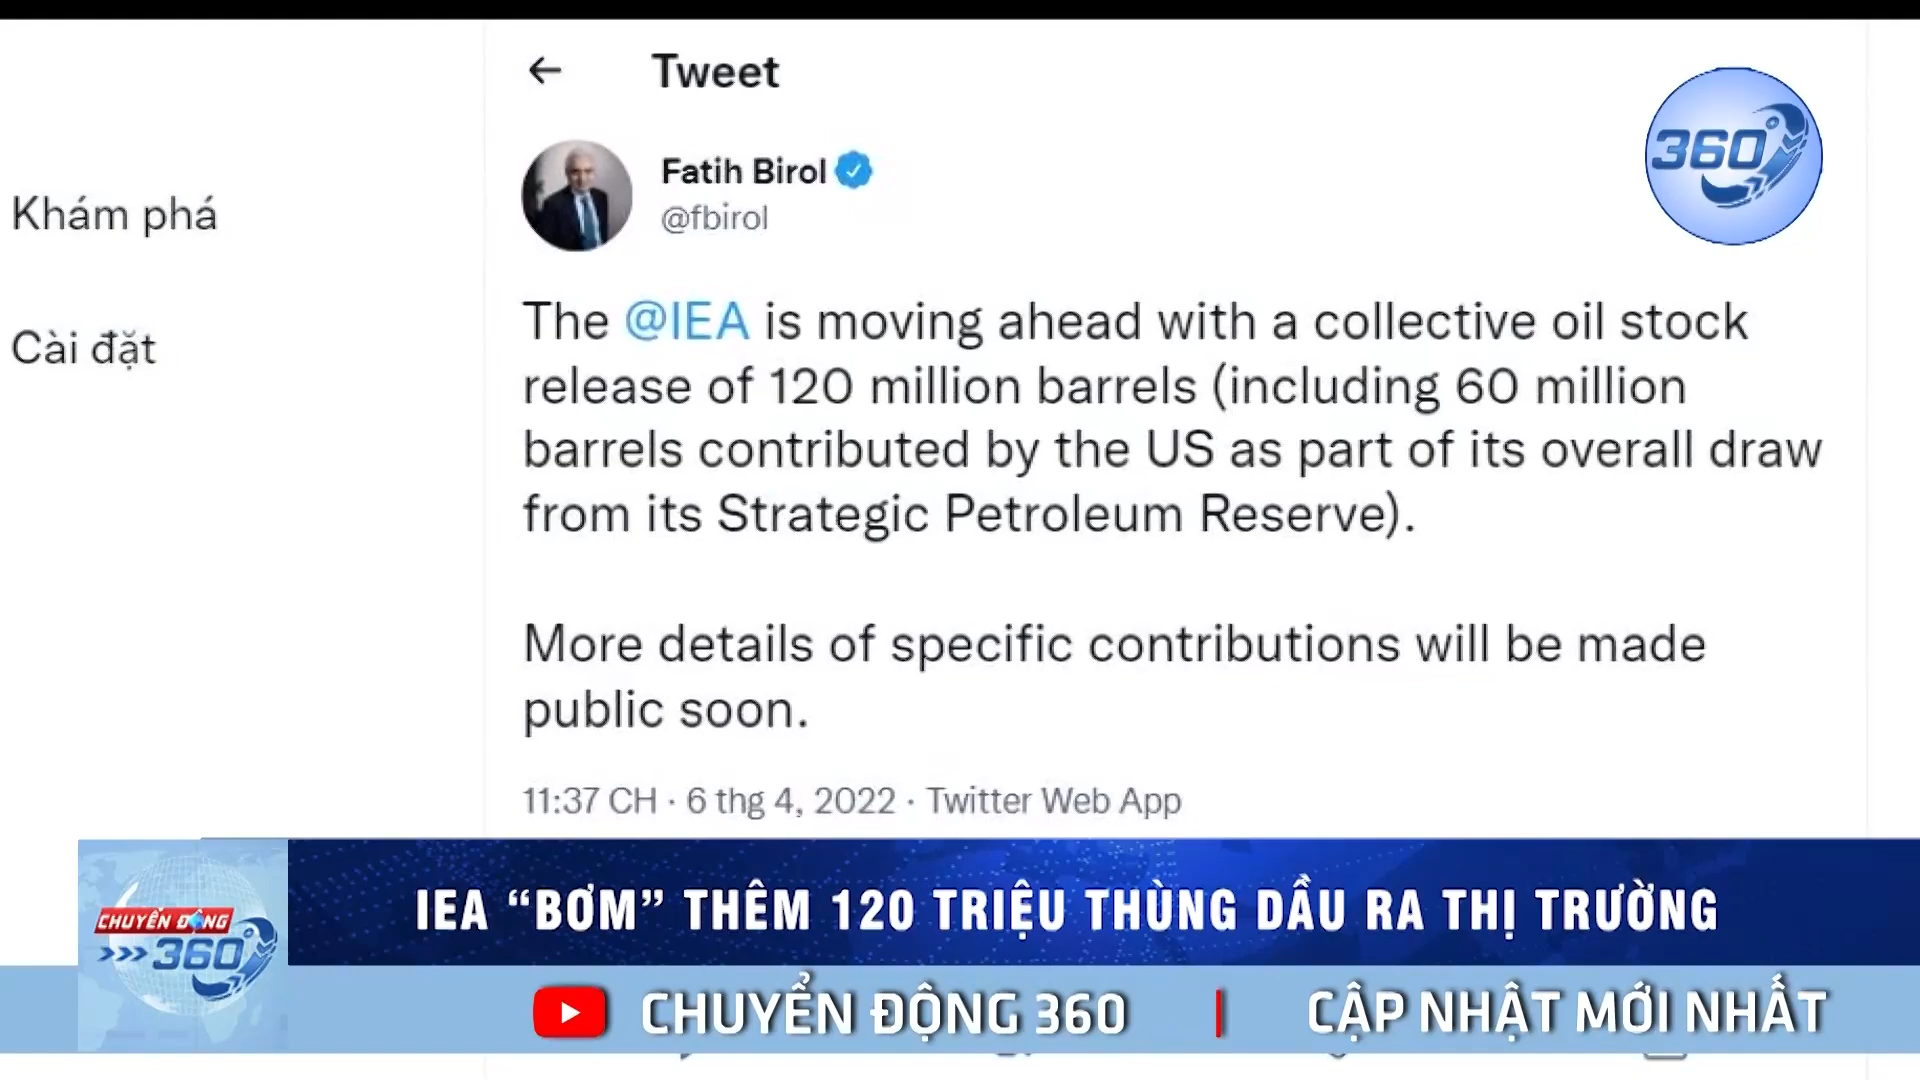 Tweet
Fatih Birol
@fbirol
360°
Khám phá
Cài đặt
The @IEA is moving ahead with a collective oil stock
release of 120 million barrels (including 60 million
barrels contributed by the US as part of its overall draw
from its Strategic Petroleum Reserve).
More details of specific contributions will be made
public soon.
11:37 CH · 6 thg 4, 2022 · Twitter Web App
IEA “BƠM” THÊM 120 TRIỆU THÙNG DẦU RA THỊ TRƯỜNG
CHUYỂN ĐỘNG
360°
CHUYỂN ĐỘNG 360 | CẬP NHẬT MỚI NHẤT